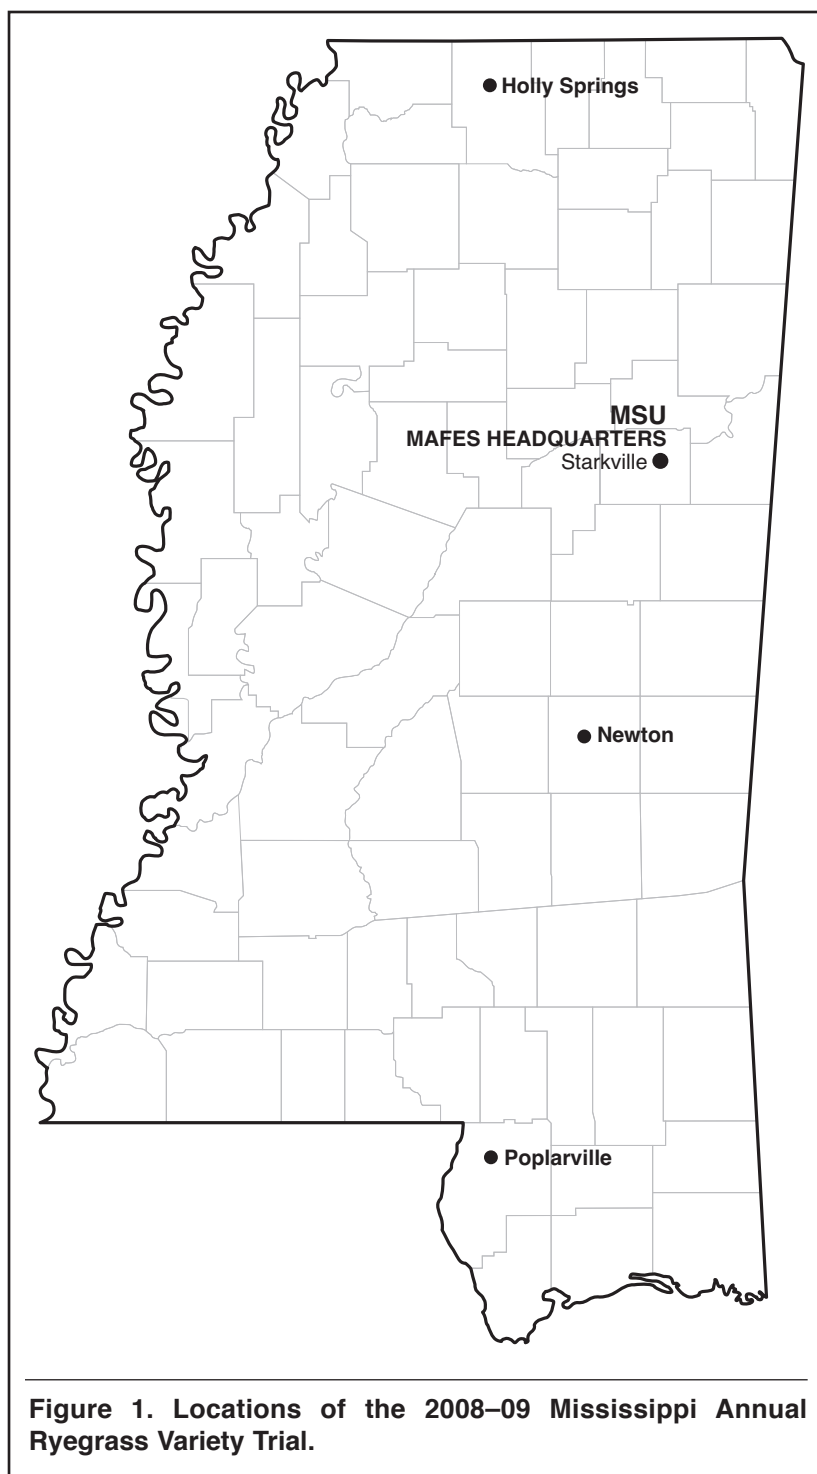 Holly Springs
MSU
MAFES HEADQUARTERS
Starkville
Newton
Poplarville
Figure 1. Locations of the 2008–09 Mississippi Annual
Ryegrass Variety Trial.